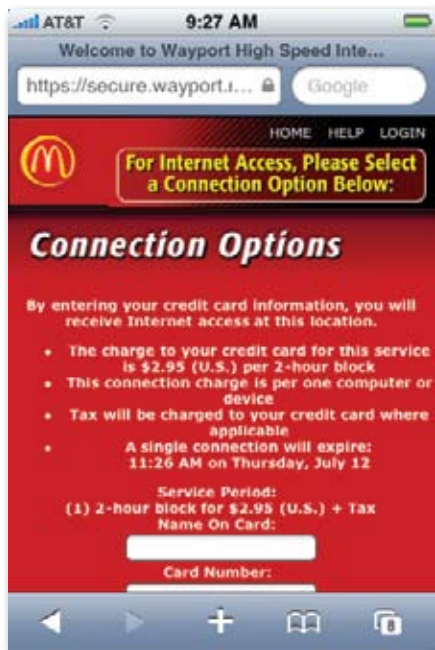 AT&T 9:27 AM
Welcome to Wayport High Speed Inte...
https://secure.wayport.r... Google
HOME HELP LOGIN
For Internet Access, Please Select
a Connection Option Below:
Connection Options
By entering your credit card information, you will
receive Internet access at this location.
• The charge to your credit card for this service
is $2.95 (U.S.) per 2-hour block
• This connection charge is per one computer or
device
• Tax will be charged to your credit card where
applicable
• A single connection will expire:
11:26 AM on Thursday, July 12
Service Period:
(1) 2-hour block for $2.95 (U.S.) + Tax
Name On Card:
Card Number:
8